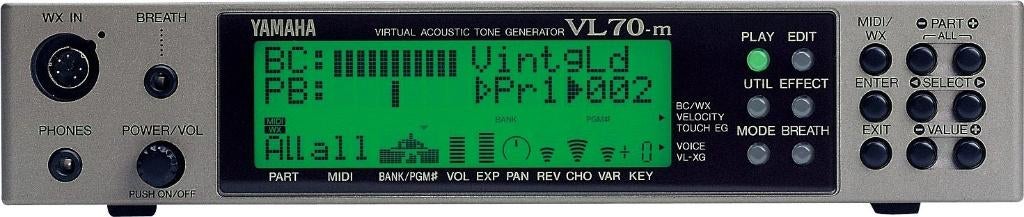 WX IN
BREATH
PHONES
POWER/VOL
PUSH ON/OFF
YAMAHA
VIRTUAL ACOUSTIC TONE GENERATOR VL70-m
BC: VintgLd
PB: Pr1 002
MIDI
WX
BANK PGM#
All all + 0
PART MIDI BANK/PGM# VOL EXP PAN REV CHO VAR KEY
BC/WX
VELOCITY
TOUCH EG
VOICE
VL-XG
PLAY EDIT
UTIL EFFECT
MODE BREATH
MIDI/
WX
- PART +
ALL
ENTER
SELECT
EXIT
- VALUE +